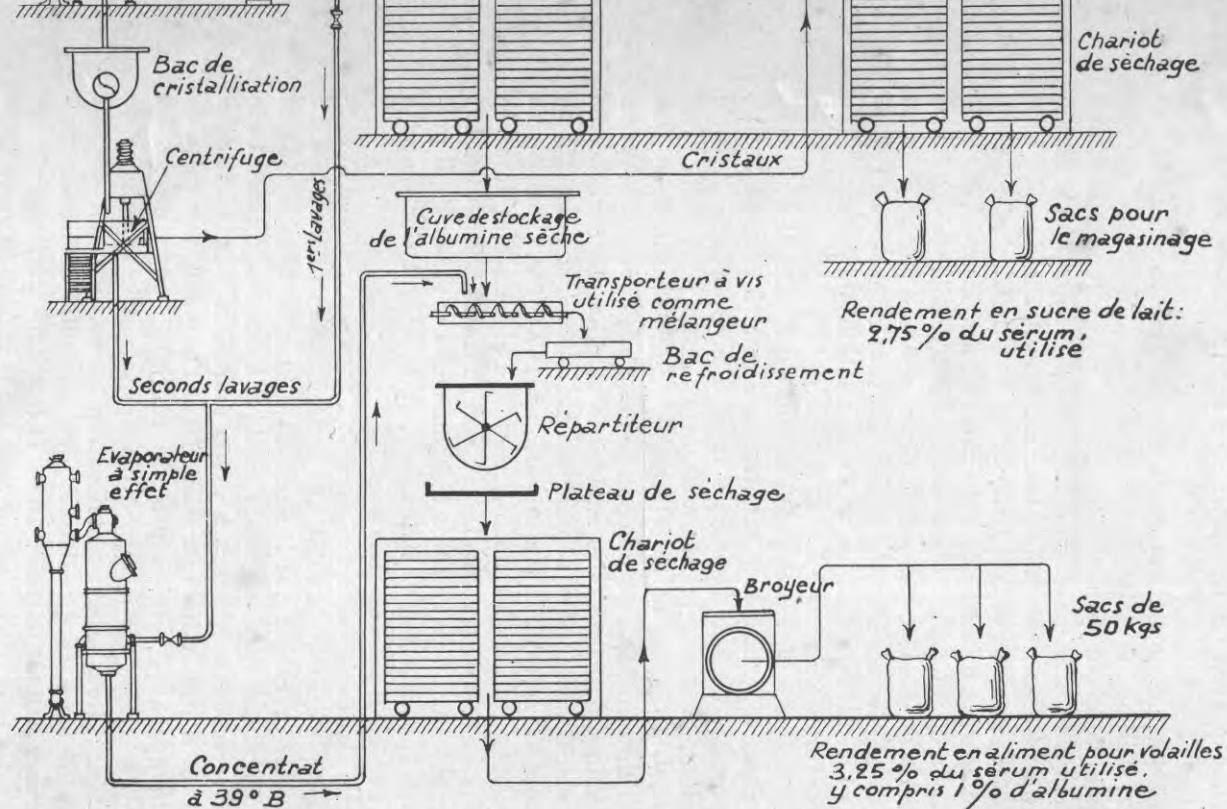 Bac de
cristallisation
Chariot
de sèchage
Centrifuge
Cristaux
1ers lavages
Cuve de stockage
de l'albumine sèche
Sacs pour
le magasinage
Transporteur à vis
utilisé comme
mélangeur
Rendement en sucre de lait:
2,75% du sérum,
utilisé
Bac de
refroidissement
Seconds lavages
Répartiteur
Evaporateur
à simple
effet
Plateau de sèchage
Chariot
de sèchage
Broyeur
Sacs de
50 kgs
Concentrat
à 39° B
Rendement en aliment pour volailles
3,25 % du sérum utilisé.
y compris 1 % d'albumine